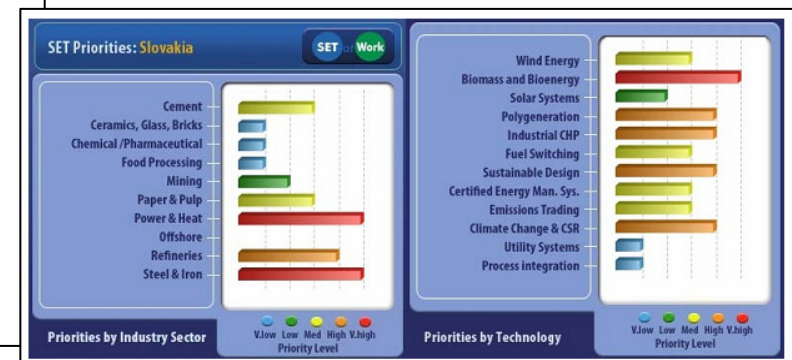 SET Priorities: Slovakia
SET at Work
Cement
Ceramics, Glass, Bricks
Chemical /Pharmaceutical
Food Processing
Mining
Paper & Pulp
Power & Heat
Offshore
Refineries
Steel & Iron
Priorities by Industry Sector
V.low Low Med High V.high
Priority Level
Wind Energy
Biomass and Bioenergy
Solar Systems
Polygeneration
Industrial CHP
Fuel Switching
Sustainable Design
Certified Energy Man. Sys.
Emissions Trading
Climate Change & CSR
Utility Systems
Process integration
Priorities by Technology
V.low Low Med High V.high
Priority Level